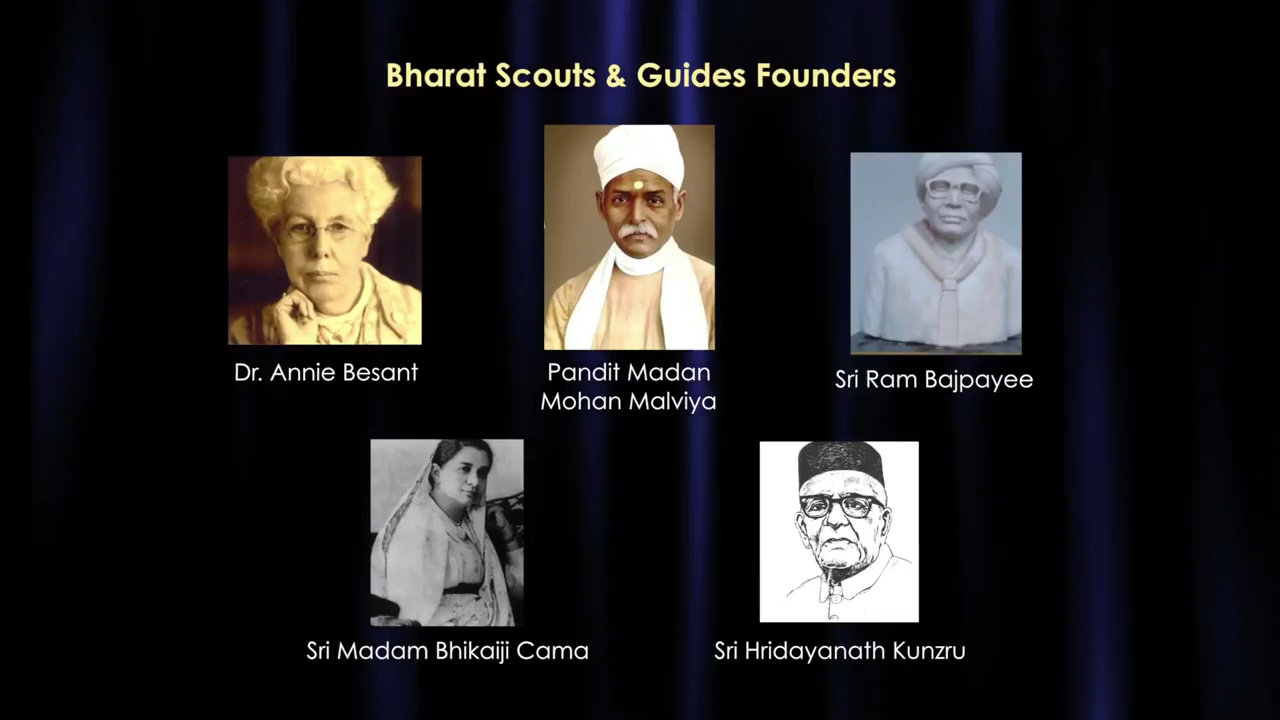 Bharat Scouts & Guides Founders
Dr. Annie Besant
Pandit Madan
Mohan Malviya
Sri Ram Bajpayee
Sri Madam Bhikaiji Cama
Sri Hridayanath Kunzru